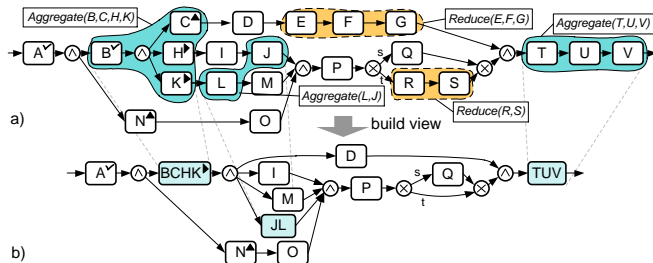 Aggregate(B,C,H,K)
C
D
E
F
G
Reduce(E,F,G)
Aggregate(T,U,V)
A
B
H
I
J
s
Q
T
U
V
P
K
L
M
t
R
S
Aggregate(L,J)
Reduce(R,S)
N
O
a)
build view
D
A
BCHK
I
s
Q
TUV
M
P
t
JL
N
O
b)